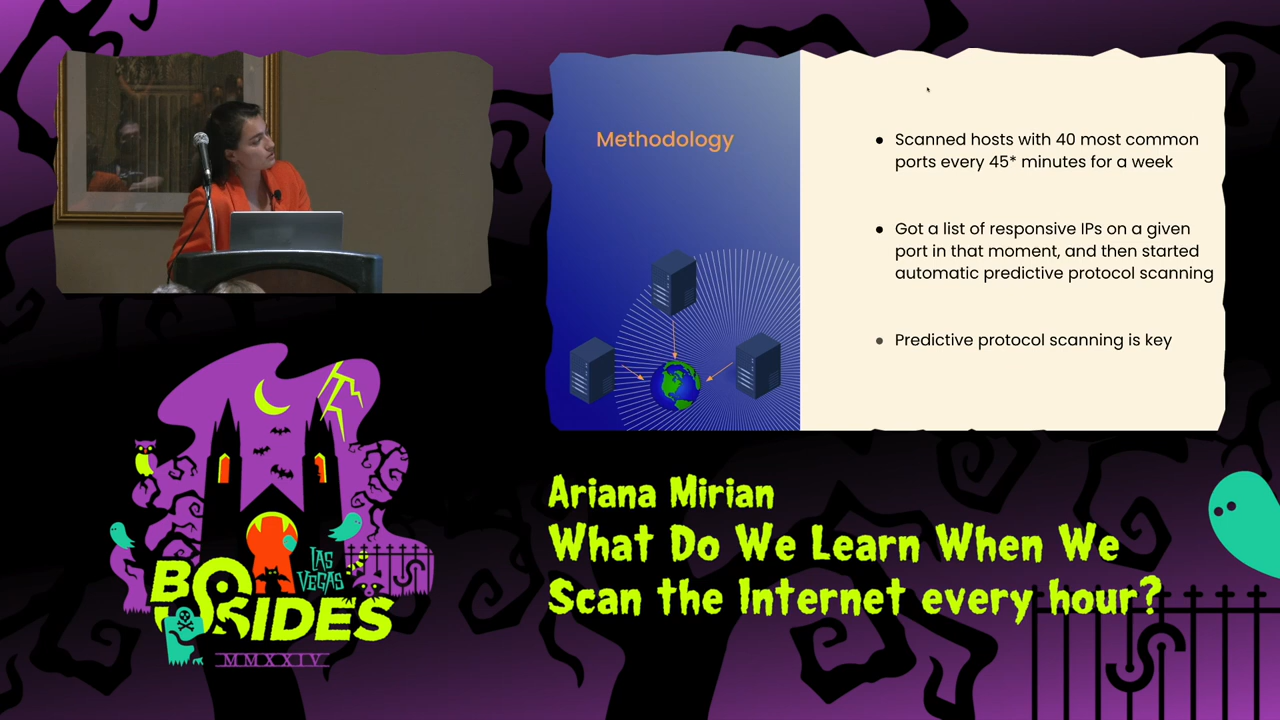 Methodology
Scanned hosts with 40 most common
ports every 45* minutes for a week
Got a list of responsive IPs on a given
port in that moment, and then started
automatic predictive protocol scanning
Predictive protocol scanning is key
LAS
VEGAS
BSIDES
MMXXIV
Ariana Mirian
What Do We Learn When We
Scan the Internet every hour?